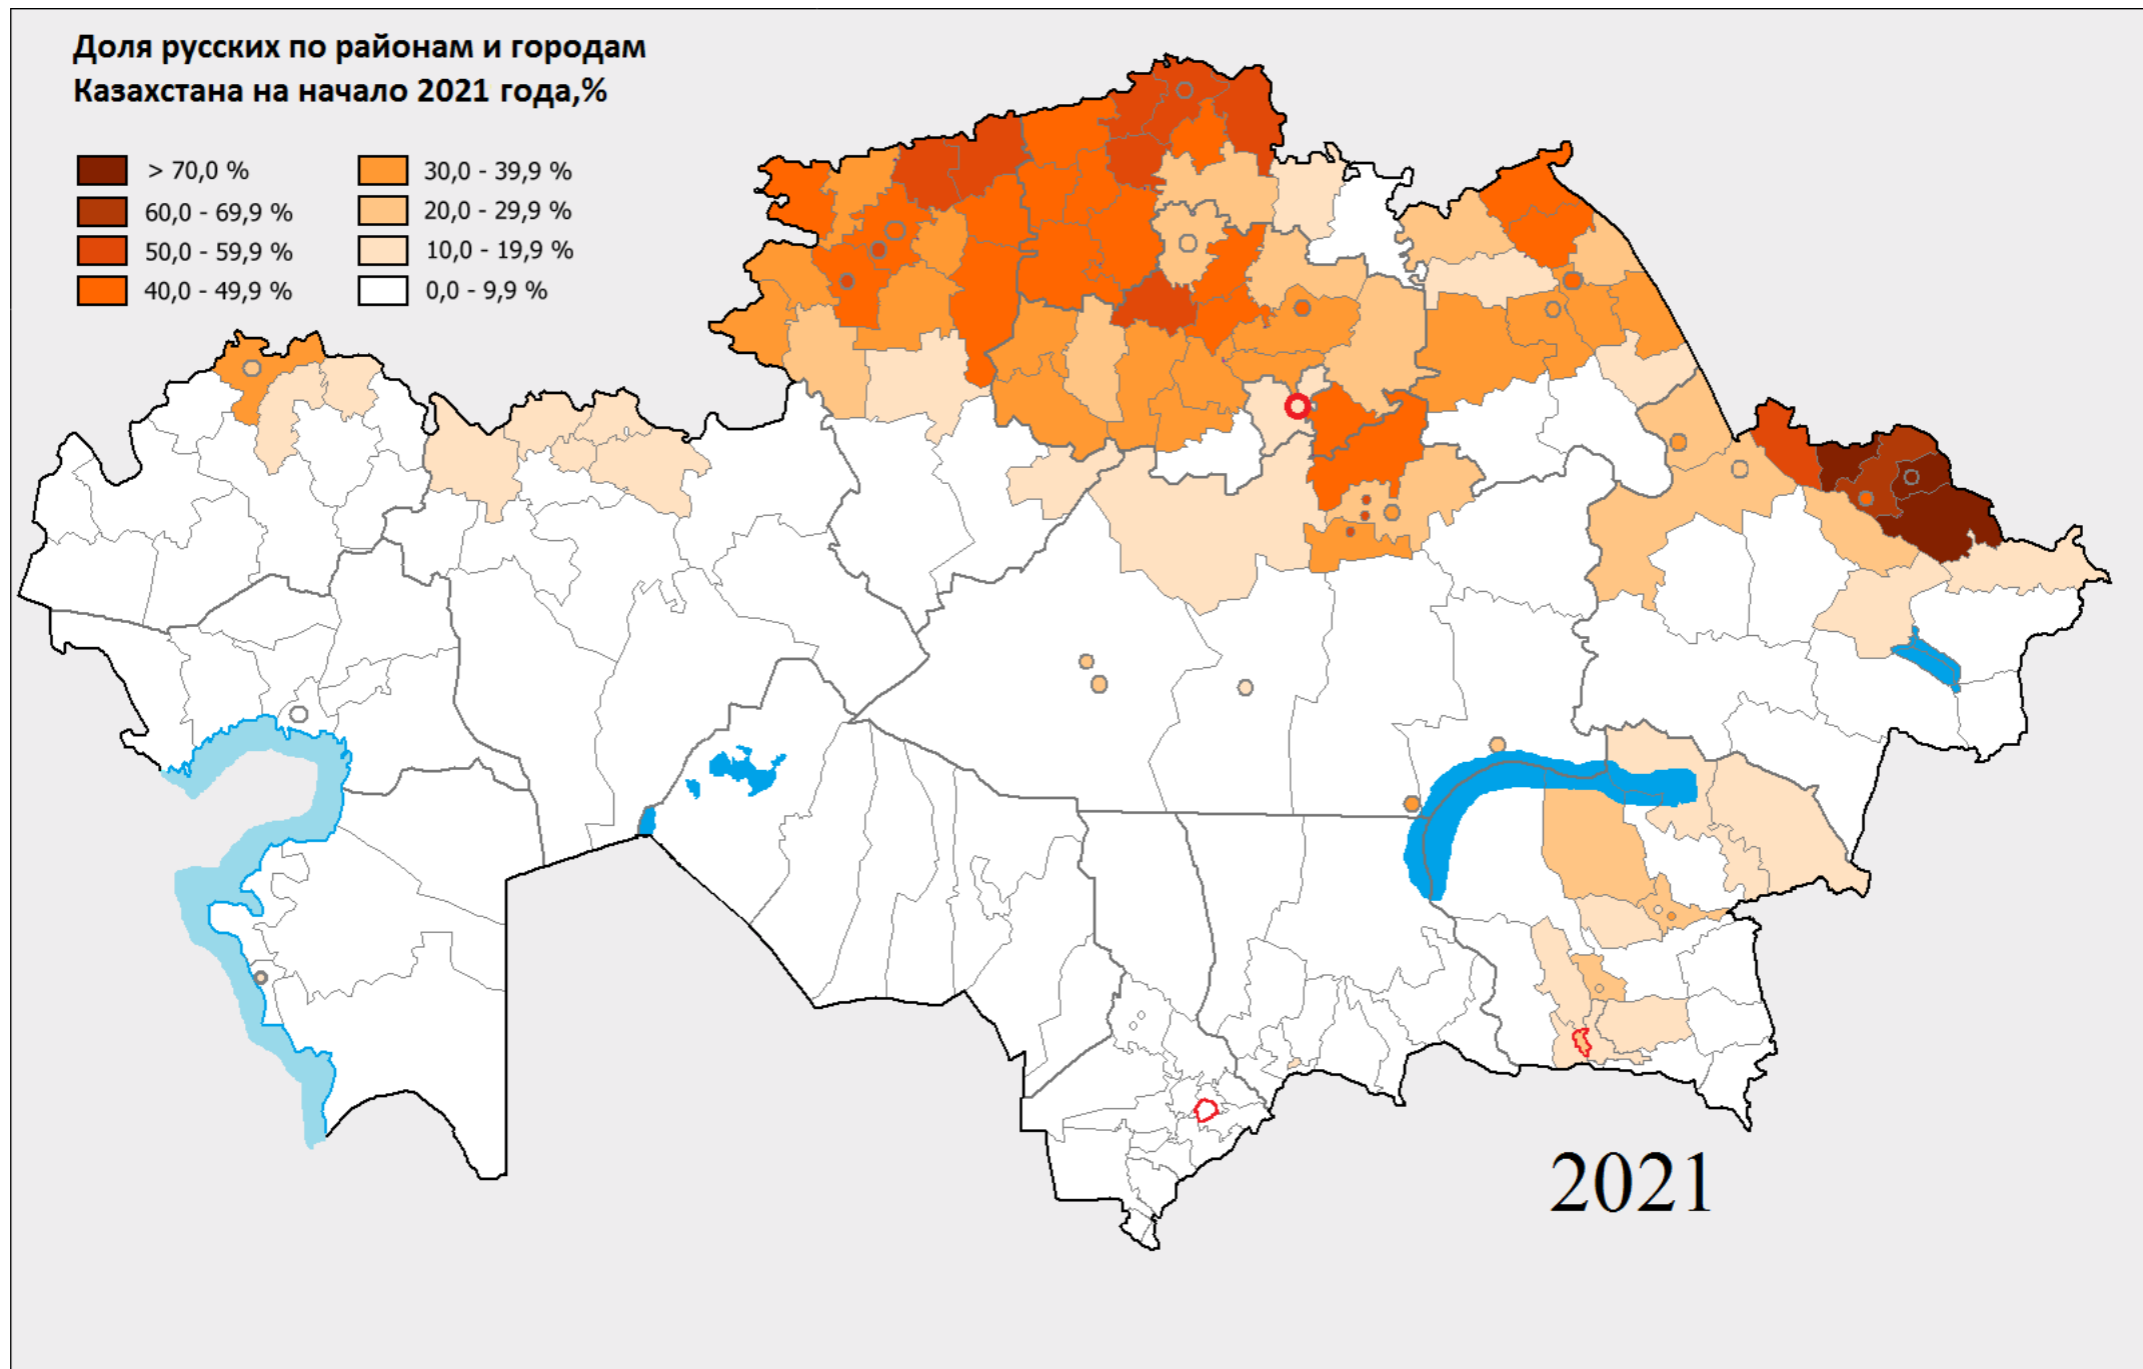 Доля русских по районам и городам
Казахстана на начало 2021 года,%
> 70,0 %
60,0 - 69,9 %
50,0 - 59,9 %
40,0 - 49,9 %
30,0 - 39,9 %
20,0 - 29,9 %
10,0 - 19,9 %
0,0 - 9,9 %
2021